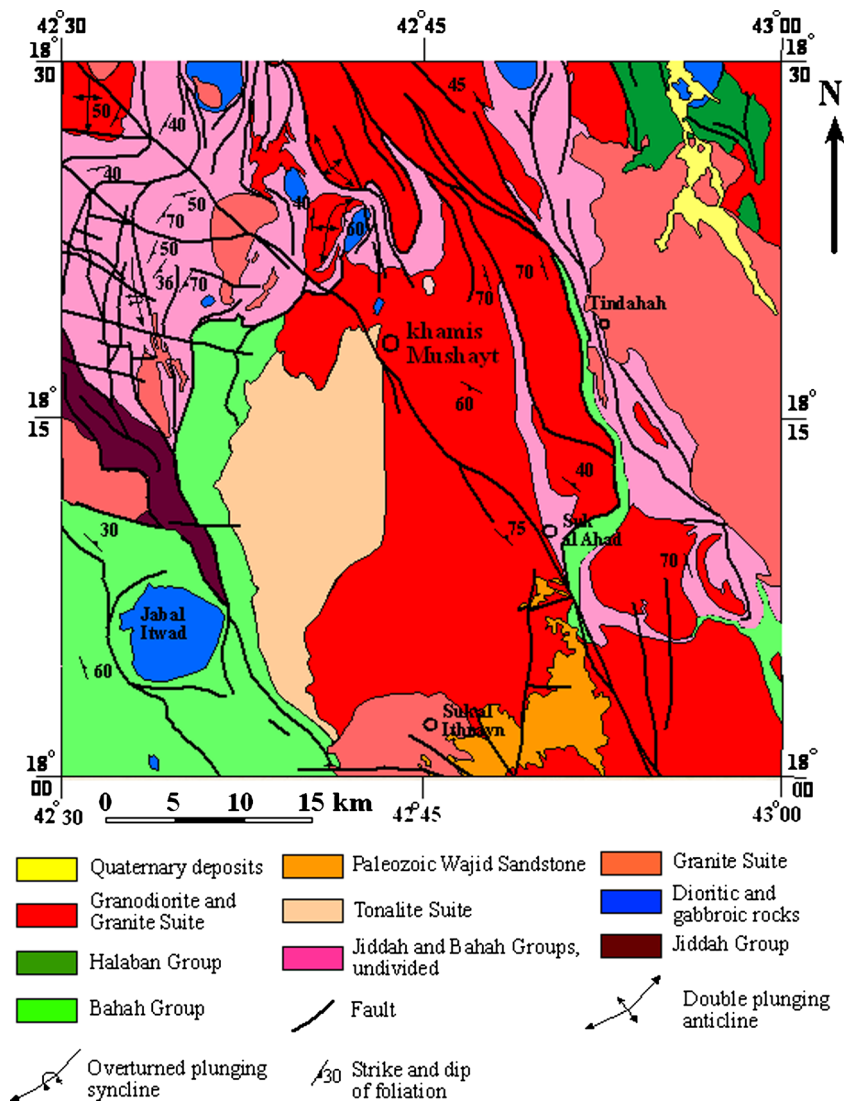 42° 30
42° 45
43° 00
18° 30
18° 30
N
45
50
40
40
50
70
50
36
70
40
60
70
70
Tindahah
khamis
Mushayt
60
18° 15
18° 15
40
75
Suk
al Ahad
30
70
Jabal
Itwad
60
Suk al
Ithnayn
18° 00
18° 00
0 5 10 15 km
42° 30
42° 45
43° 00
Quaternary deposits
Paleozoic Wajid Sandstone
Granite Suite
Granodiorite and
Granite Suite
Tonalite Suite
Dioritic and
gabbroic rocks
Halaban Group
Jiddah and Bahah Groups,
undivided
Jiddah Group
Bahah Group
Fault
Double plunging
anticline
Overturned plunging
syncline
30
Strike and dip
of foliation